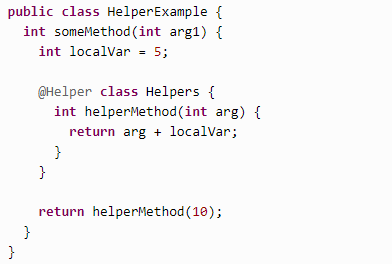 public class HelperExample {
  int someMethod(int arg1) {
    int localVar = 5;

    @Helper class Helpers {
      int helperMethod(int arg) {
        return arg + localVar;
      }
    }

    return helperMethod(10);
  }
}